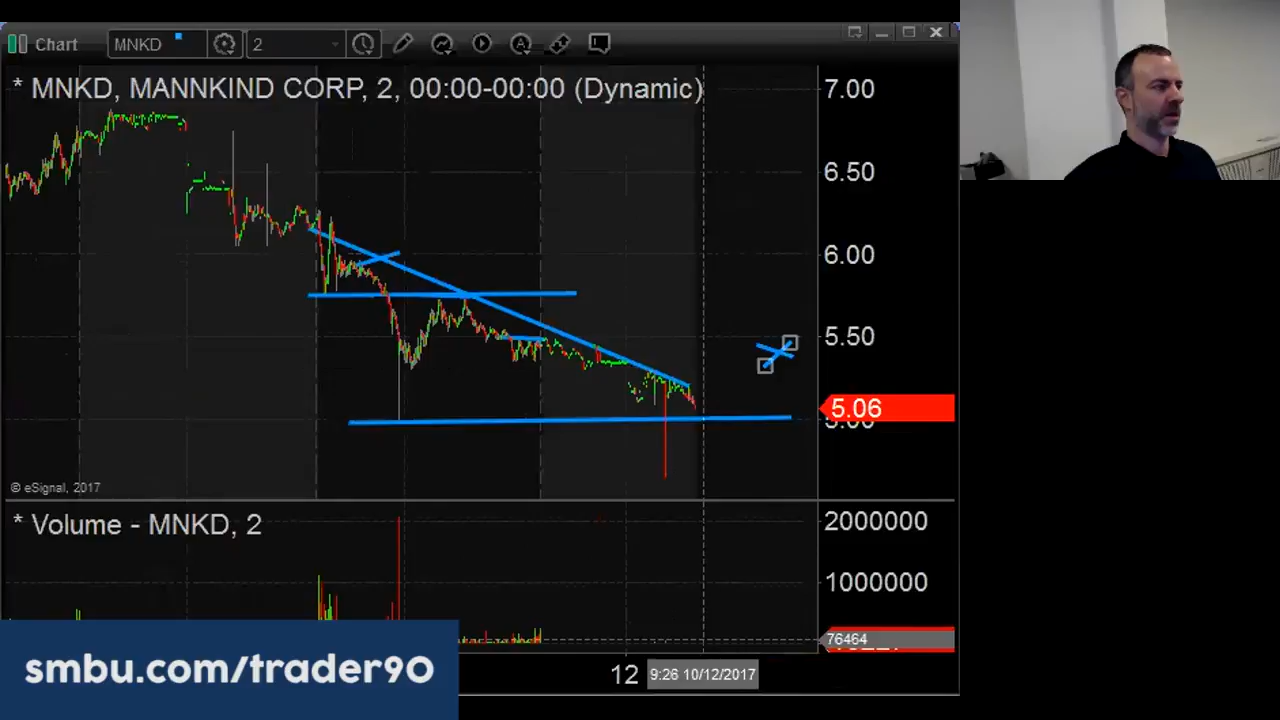 Chart
MNKD
2
* MNKD, MANNKIND CORP, 2, 00:00-00:00 (Dynamic)
7.00
6.50
6.00
5.50
5.06
5.00
© eSignal, 2017
* Volume - MNKD, 2
2000000
1000000
76464
12
9:26 10/12/2017
smbu.com/trader90